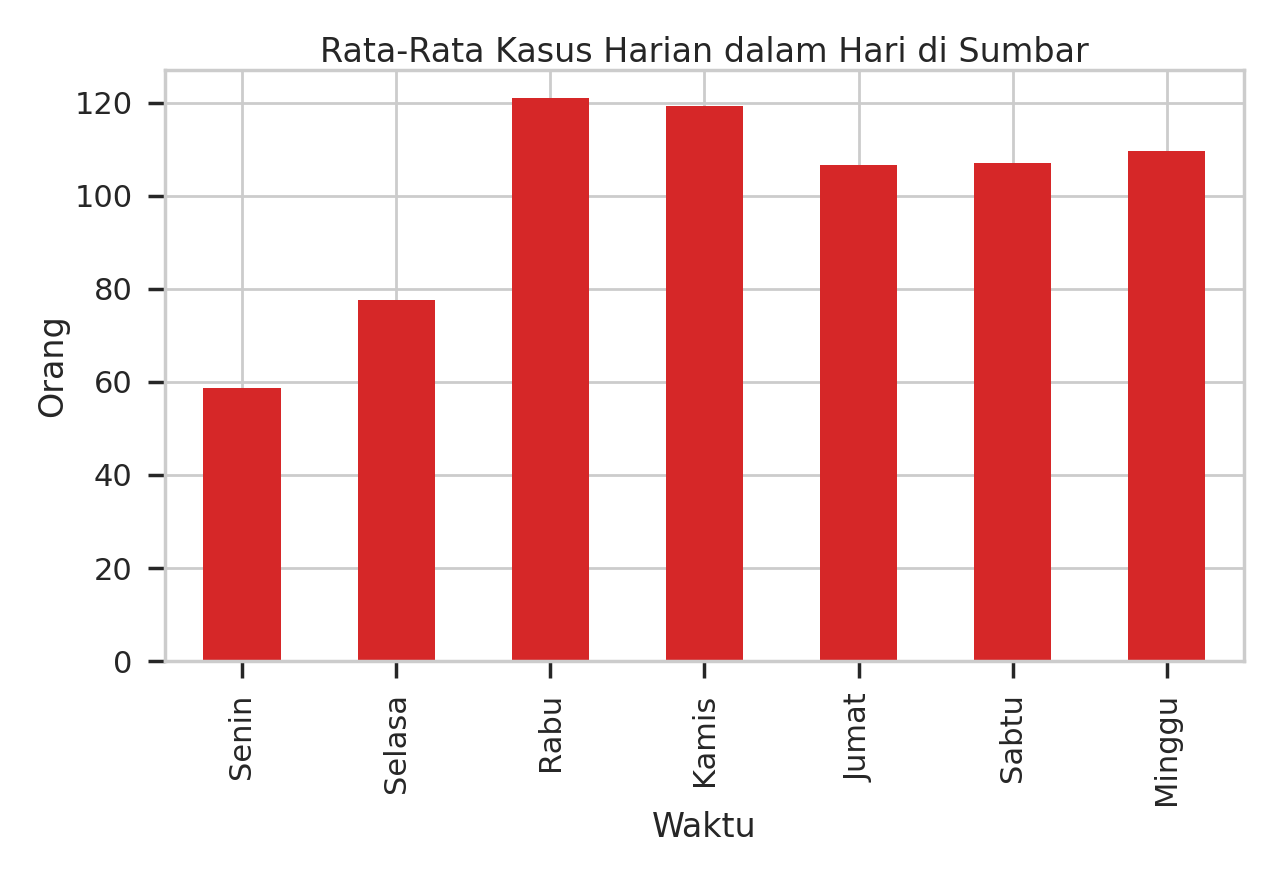 Rata-Rata Kasus Harian dalam Hari di Sumbar
120
100
80
60
40
20
0
Orang
Senin
Selasa
Rabu
Kamis
Jumat
Sabtu
Minggu
Waktu